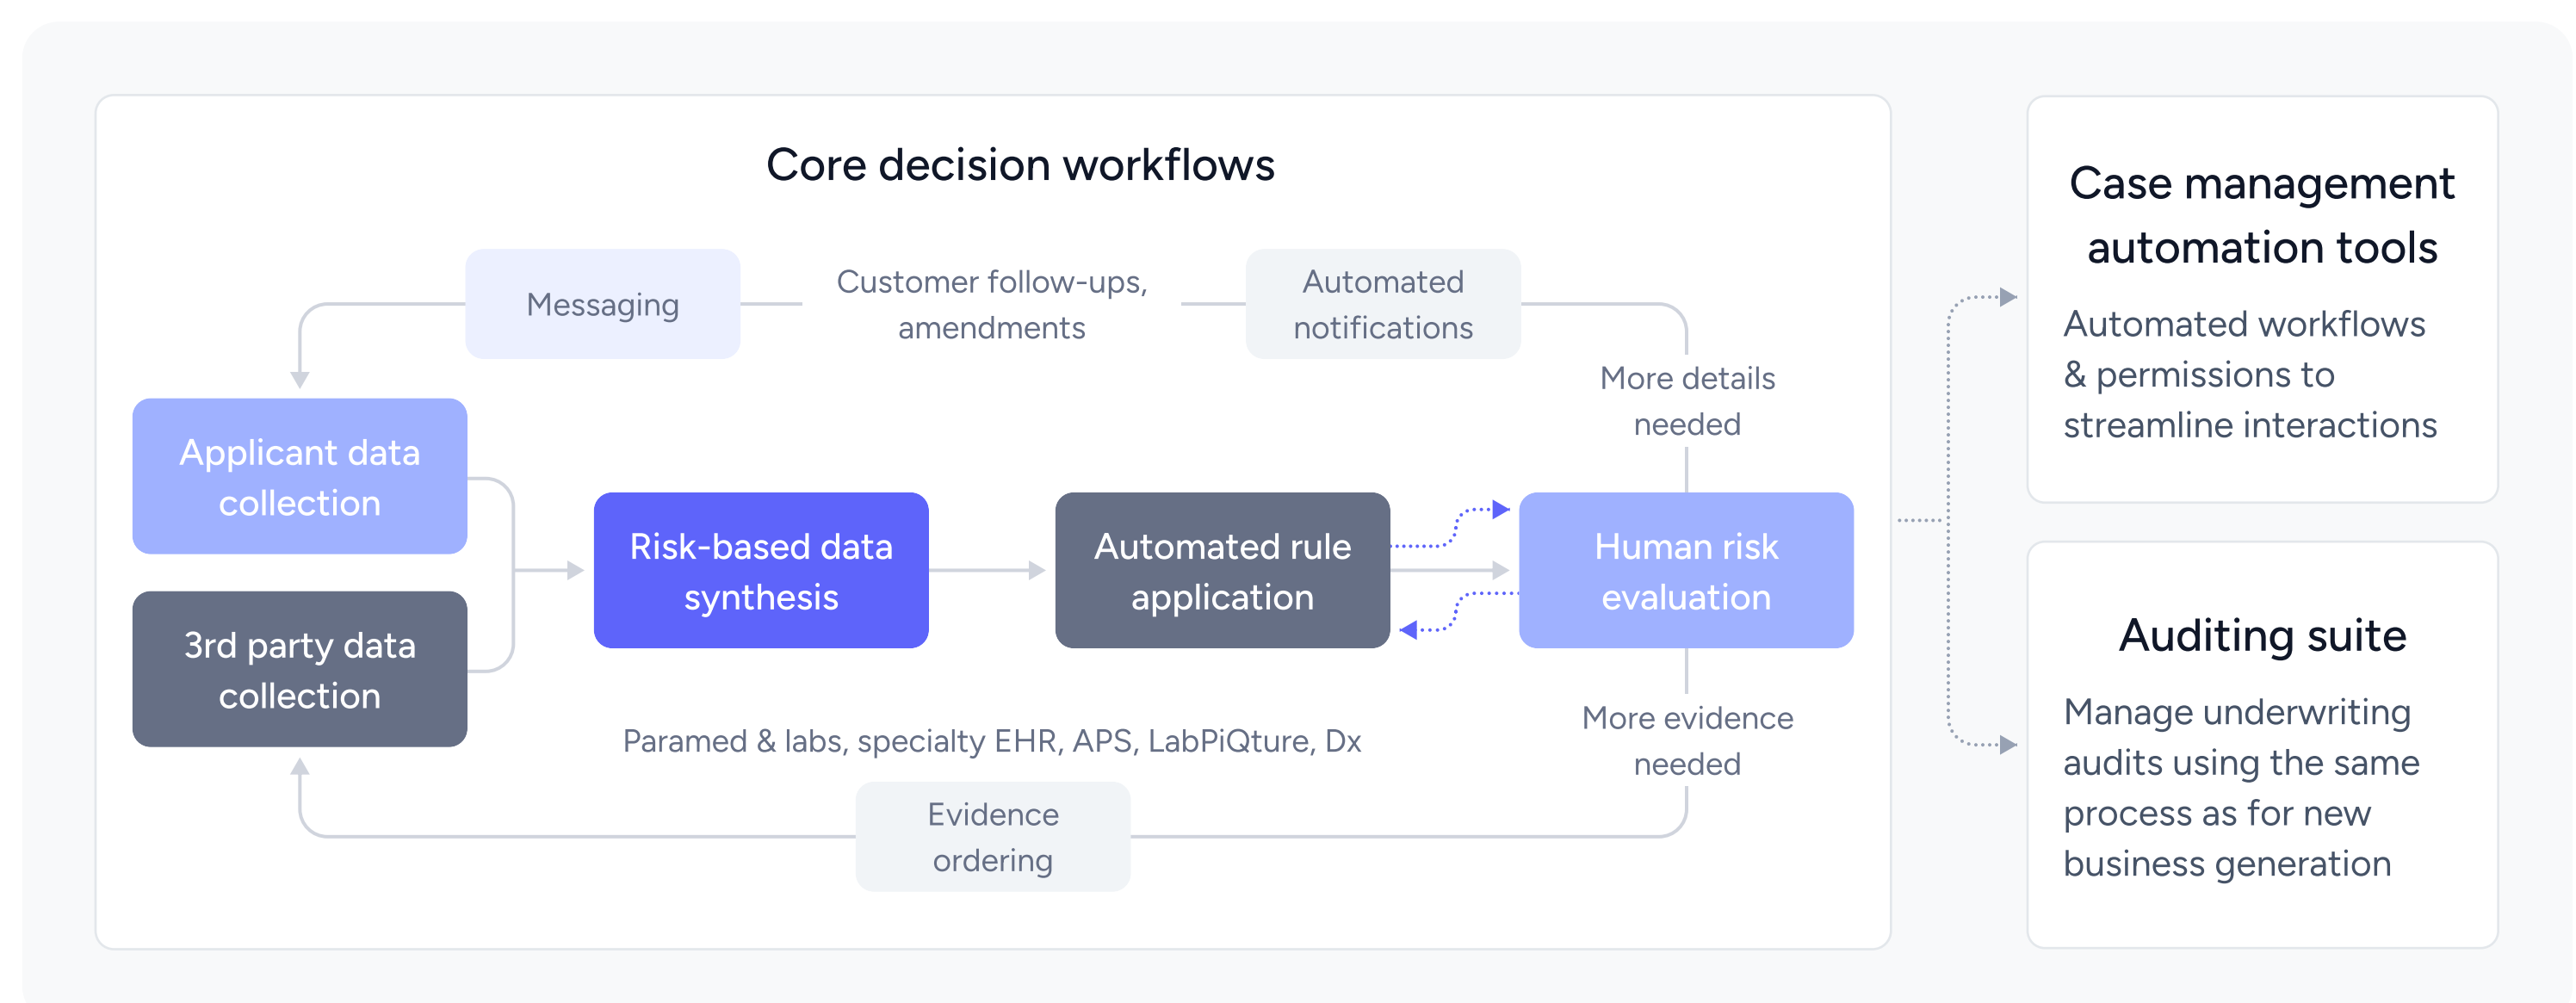 Core decision workflows
Messaging
Customer follow-ups,
amendments
Automated
notifications
More details
needed
Applicant data
collection
3rd party data
collection
Risk-based data
synthesis
Automated rule
application
Human risk
evaluation
Paramed & labs, specialty EHR, APS, LabPiQture, Dx
More evidence
needed
Evidence
ordering
Case management
automation tools
Automated workflows
& permissions to
streamline interactions
Auditing suite
Manage underwriting
audits using the same
process as for new
business generation